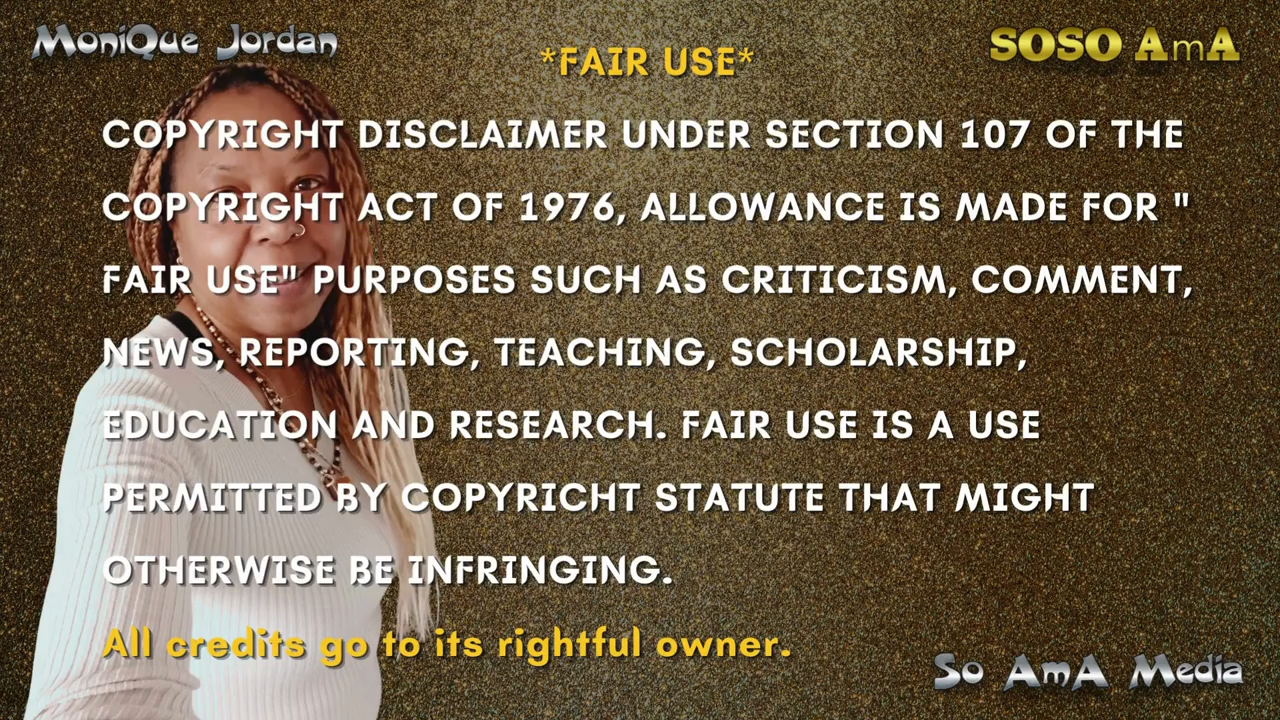 MoniQue Jordan
SOSO AmA
*FAIR USE*
COPYRIGHT DISCLAIMER UNDER SECTION 107 OF THE
COPYRIGHT ACT OF 1976, ALLOWANCE IS MADE FOR "
FAIR USE" PURPOSES SUCH AS CRITICISM, COMMENT,
NEWS, REPORTING, TEACHING, SCHOLARSHIP,
EDUCATION AND RESEARCH. FAIR USE IS A USE
PERMITTED BY COPYRICHT STATUTE THAT MIGHT
OTHERWISE BE INFRINGING.
All credits go to its rightful owner.
So AmA Media